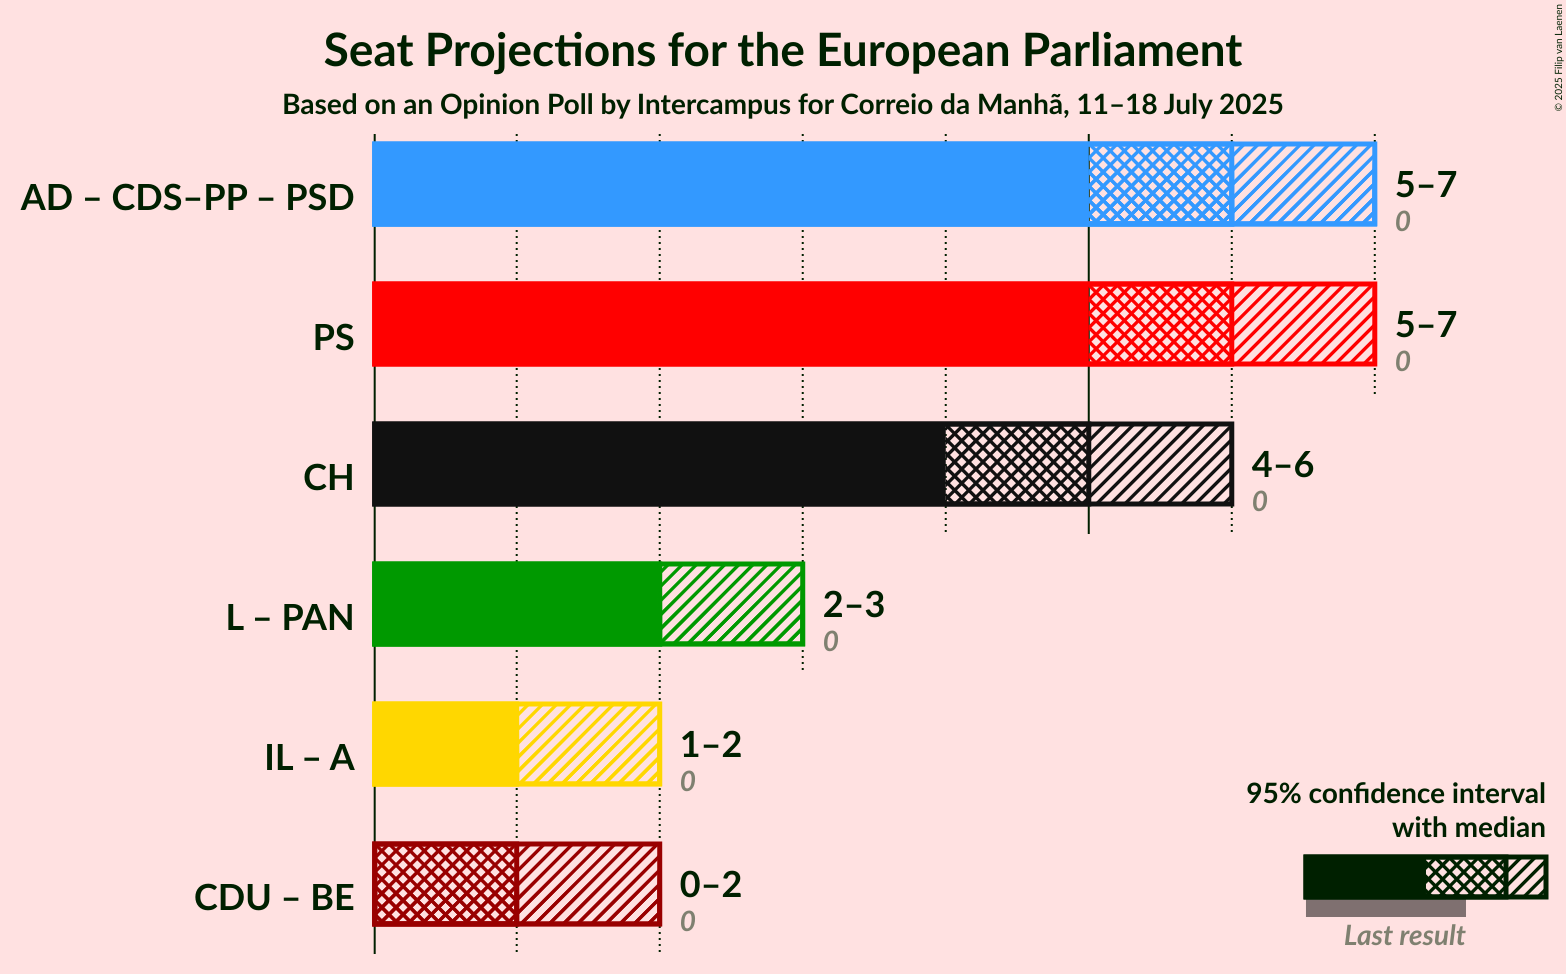 Seat Projections for the European Parliament
Based on an Opinion Poll by Intercampus for Correio da Manhã, 11–18 July 2025
© 2025 Filip van Laenen
AD – CDS–PP – PSD
5–7
0
PS
5–7
0
CH
4–6
0
L – PAN
2–3
0
IL – A
1–2
0
CDU – BE
0–2
0
95% confidence interval
with median
Last result